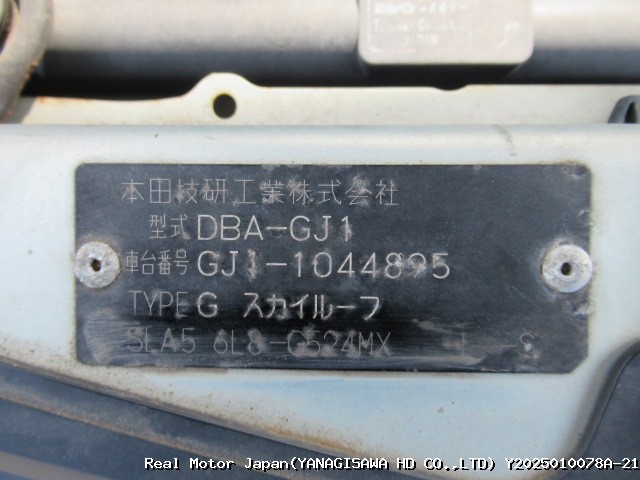 本田技研工業株式会社
型式 DBA-GJ1
車台番号 GJ1-1044895
TYPE G スカイルーフ
SLA5 6L8-G524MX
Real Motor Japan(YANAGISAWA HD CO.,LTD) Y2025010078A-21